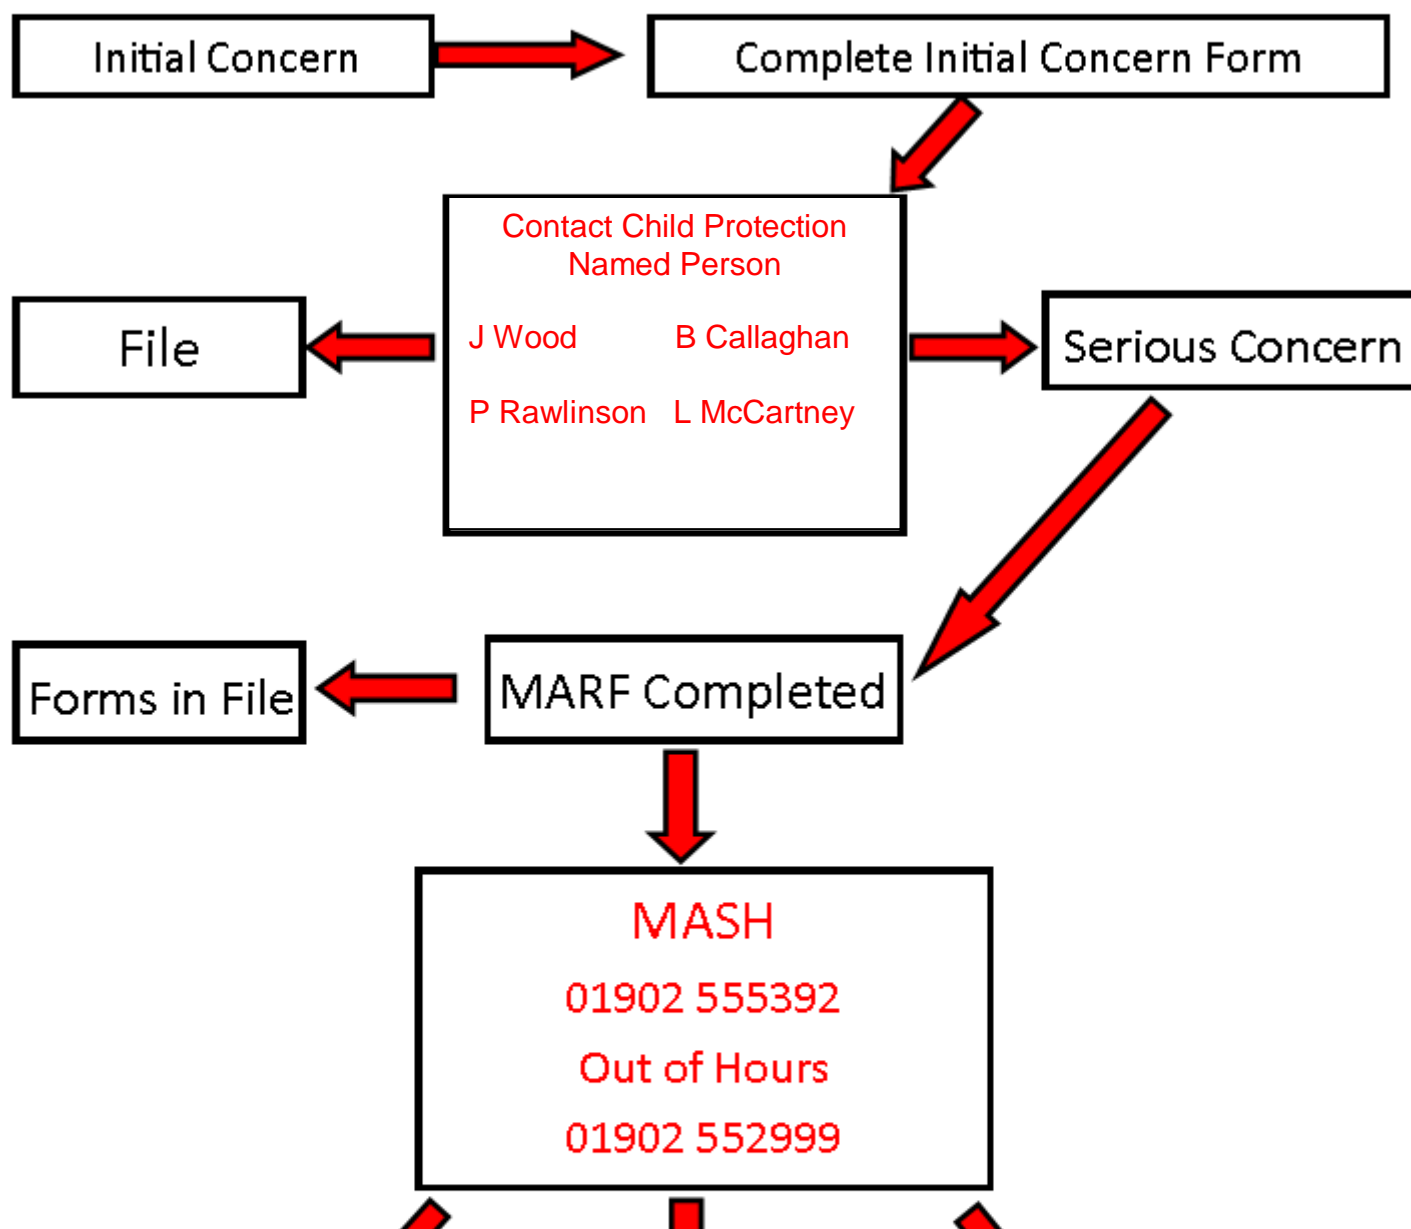 Initial Concern
Complete Initial Concern Form
Contact Child Protection
Named Person
J Wood B Callaghan
P Rawlinson L McCartney
File
Serious Concern
MARF Completed
Forms in File
MASH
01902 555392
Out of Hours
01902 552999